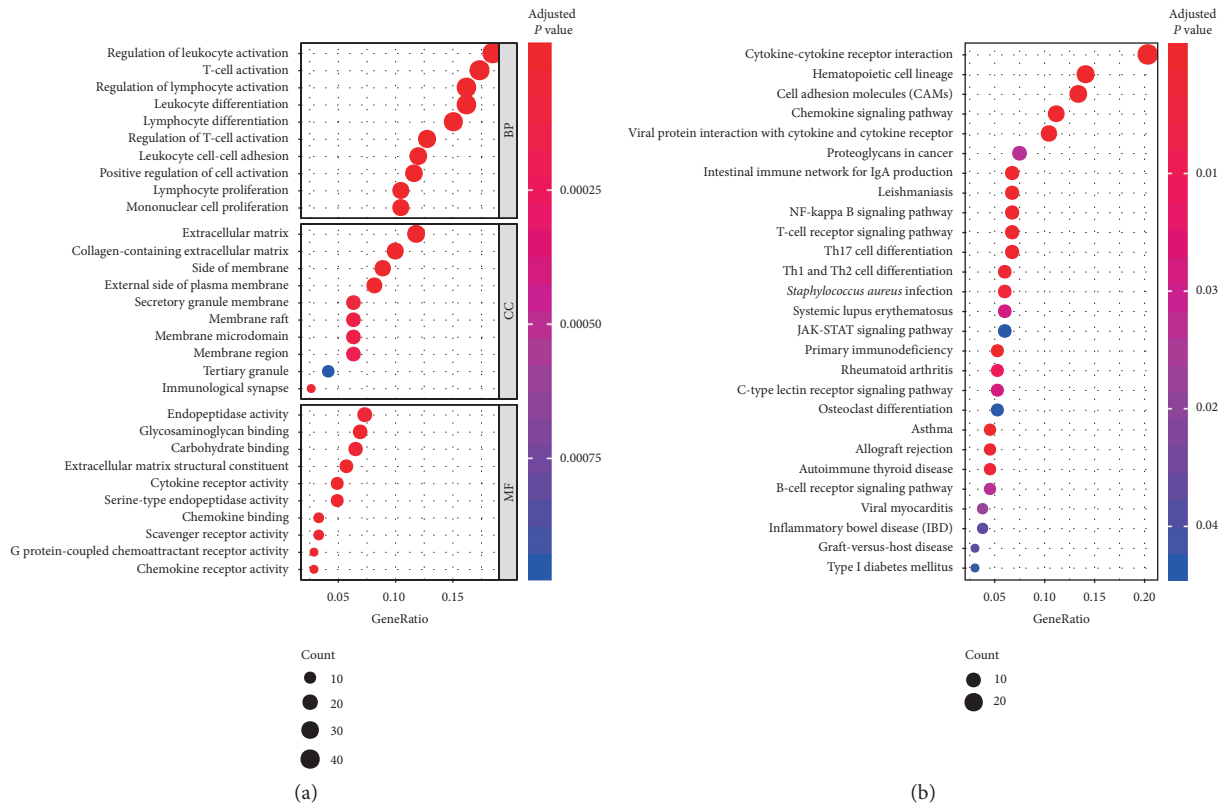 Adjusted
P value
Regulation of leukocyte activation
T-cell activation
Regulation of lymphocyte activation
Leukocyte differentiation
Lymphocyte differentiation
Regulation of T-cell activation
Leukocyte cell-cell adhesion
Positive regulation of cell activation
Lymphocyte proliferation
Mononuclear cell proliferation
BP
Extracellular matrix
Collagen-containing extracellular matrix
Side of membrane
External side of plasma membrane
Secretory granule membrane
Membrane raft
Membrane microdomain
Membrane region
Tertiary granule
Immunological synapse
CC
Endopeptidase activity
Glycosaminoglycan binding
Carbohydrate binding
Extracellular matrix structural constituent
Cytokine receptor activity
Serine-type endopeptidase activity
Chemokine binding
Scavenger receptor activity
G protein-coupled chemoattractant receptor activity
Chemokine receptor activity
MF
0.00025
0.00050
0.00075
0.05 0.10 0.15
GeneRatio
Count
10
20
30
40
(a)
Adjusted
P value
Cytokine-cytokine receptor interaction
Hematopoietic cell lineage
Cell adhesion molecules (CAMs)
Chemokine signaling pathway
Viral protein interaction with cytokine and cytokine receptor
Proteoglycans in cancer
Intestinal immune network for IgA production
Leishmaniasis
NF-kappa B signaling pathway
T-cell receptor signaling pathway
Th17 cell differentiation
Th1 and Th2 cell differentiation
Staphylococcus aureus infection
Systemic lupus erythematosus
JAK-STAT signaling pathway
Primary immunodeficiency
Rheumatoid arthritis
C-type lectin receptor signaling pathway
Osteoclast differentiation
Asthma
Allograft rejection
Autoimmune thyroid disease
B-cell receptor signaling pathway
Viral myocarditis
Inflammatory bowel disease (IBD)
Graft-versus-host disease
Type I diabetes mellitus
0.01
0.03
0.02
0.04
0.05 0.10 0.15 0.20
GeneRatio
Count
10
20
(b)